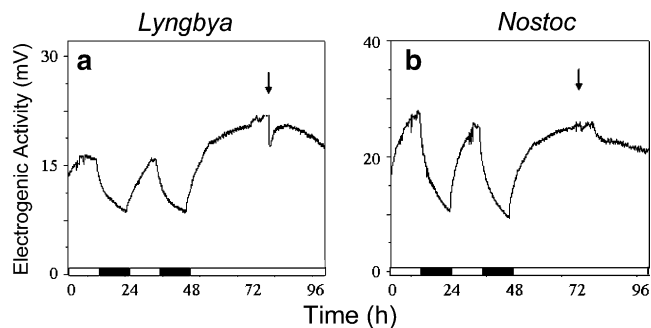 Lyngbya Nostoc
Electrogenic Activity (mV)
a
30
15
0
0 24 48 72 96
b
40
20
0
0 24 48 72 96
Time (h)